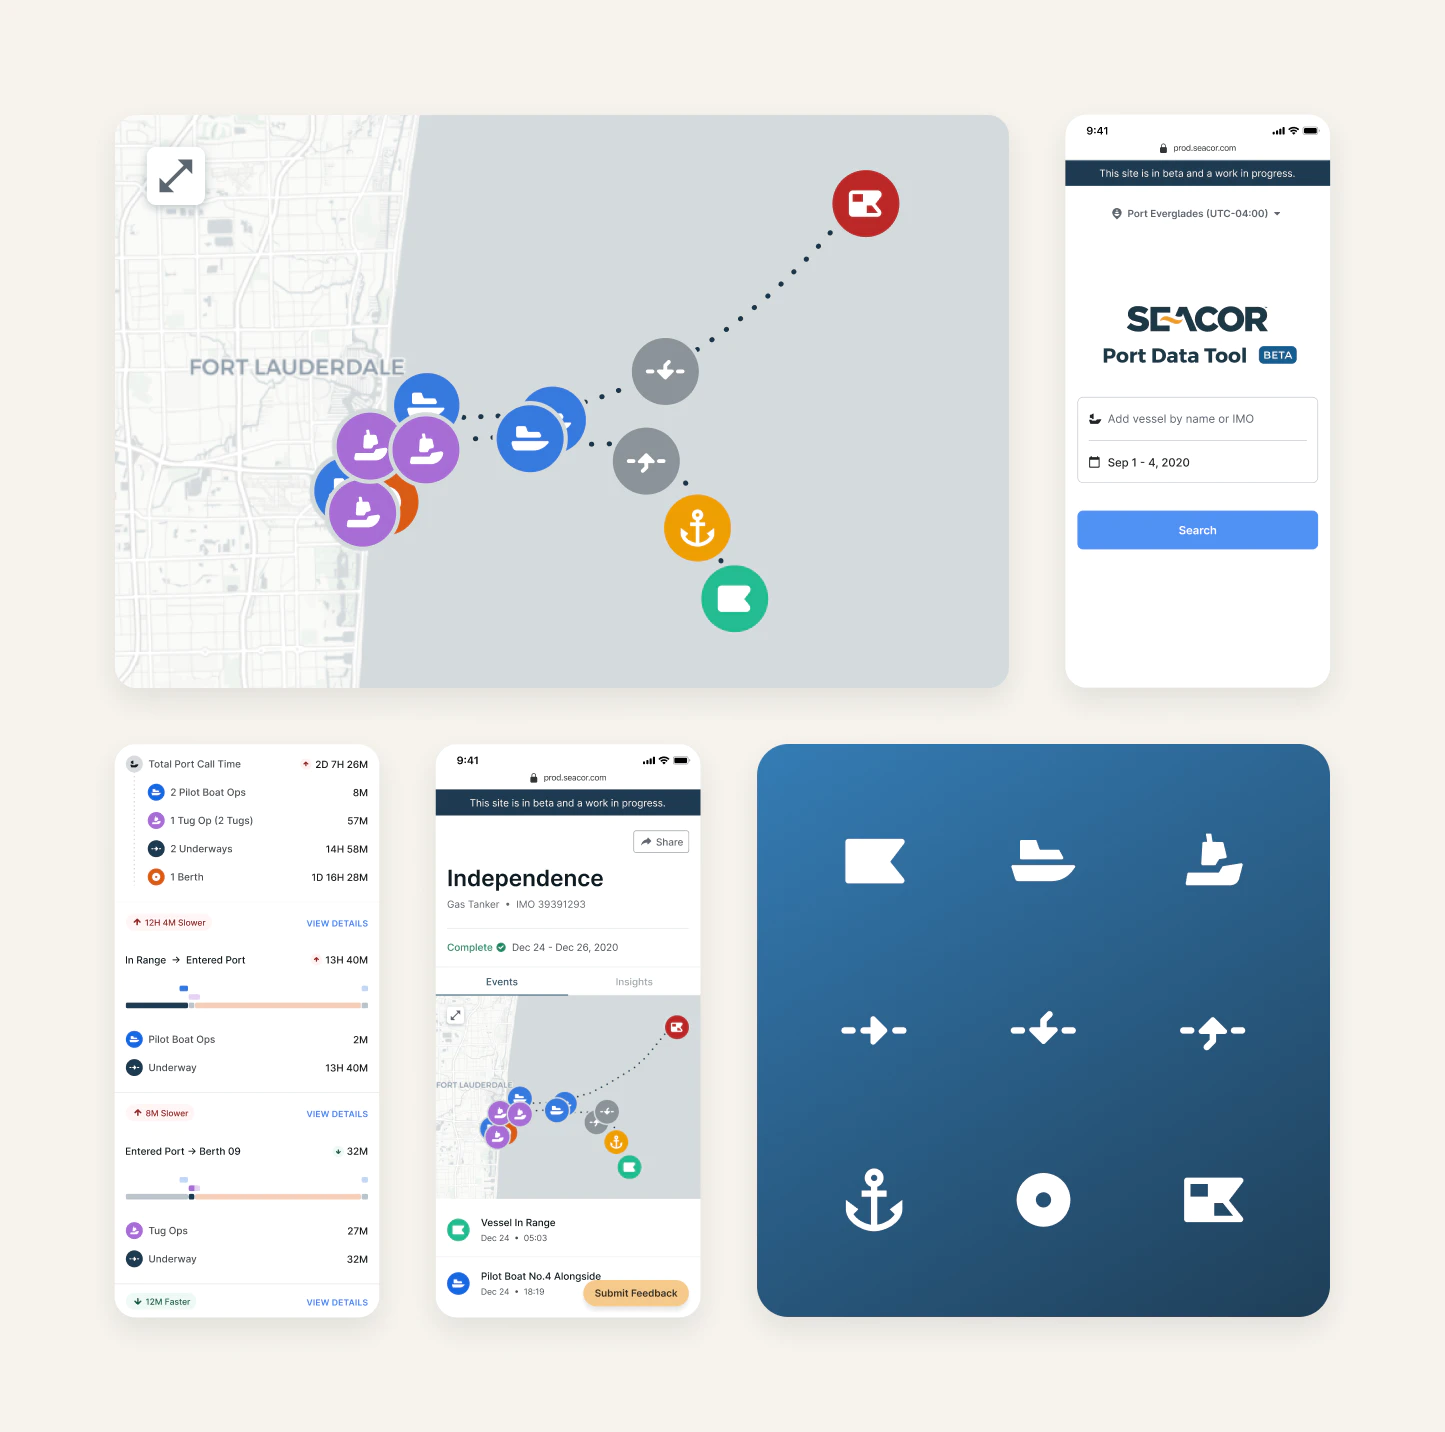 FORT LAUDERDALE
9:41
prod.seacor.com
This site is in beta and a work in progress.
Port Everglades (UTC-04:00)
SEACOR
Port Data Tool BETA
Add vessel by name or IMO
Sep 1 - 4, 2020
Search
Total Port Call Time 2D 7H 26M
2 Pilot Boat Ops 8M
1 Tug Op (2 Tugs) 57M
2 Underways 14H 58M
1 Berth 1D 16H 28M
12H 4M Slower VIEW DETAILS
In Range → Entered Port 13H 40M
Pilot Boat Ops 2M
Underway 13H 40M
8M Slower VIEW DETAILS
Entered Port → Berth 09 32M
Tug Ops 27M
Underway 32M
12M Faster VIEW DETAILS
9:41
prod.seacor.com
This site is in beta and a work in progress.
Share
Independence
Gas Tanker • IMO 39391293
Complete Dec 24 - Dec 26, 2020
Events Insights
FORT LAUDERDALE
Vessel In Range
Dec 24 • 05:03
Pilot Boat No.4 Alongside
Dec 24 • 18:19
Submit Feedback